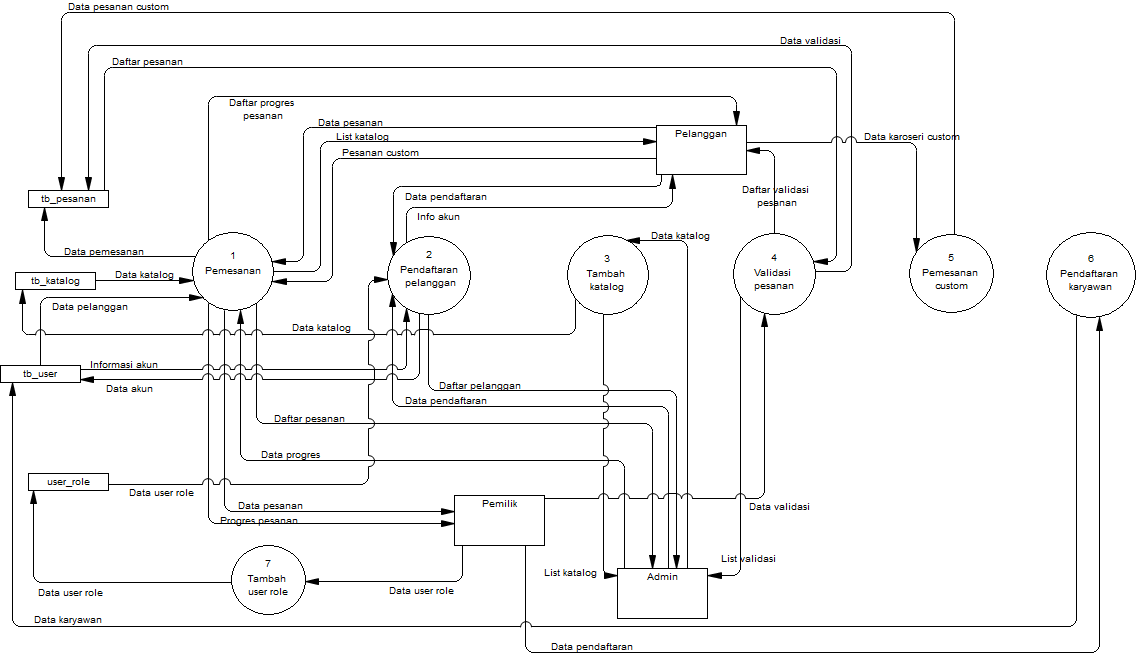 Data pesanan custom
Data validasi
Daftar pesanan
Daftar progres
pesanan
Data pesanan
List katalog
Pesanan custom
Pelanggan
Data karoseri custom
tb_pesanan
Data pendaftaran
Info akun
Daftar validasi
pesanan
Data pemesanan
Data katalog
1
Pemesanan
2
Pendaftaran
pelanggan
3
Tambah
katalog
4
Validasi
pesanan
5
Pemesanan
custom
6
Pendaftaran
karyawan
tb_katalog
Data katalog
Data pelanggan
Data katalog
tb_user
Informasi akun
Data akun
Daftar pelanggan
Data pendaftaran
Daftar pesanan
Data progres
user_role
Data user role
Data pesanan
Progres pesanan
Pemilik
Data validasi
List validasi
List katalog
Admin
7
Tambah
user role
Data user role
Data user role
Data karyawan
Data pendaftaran